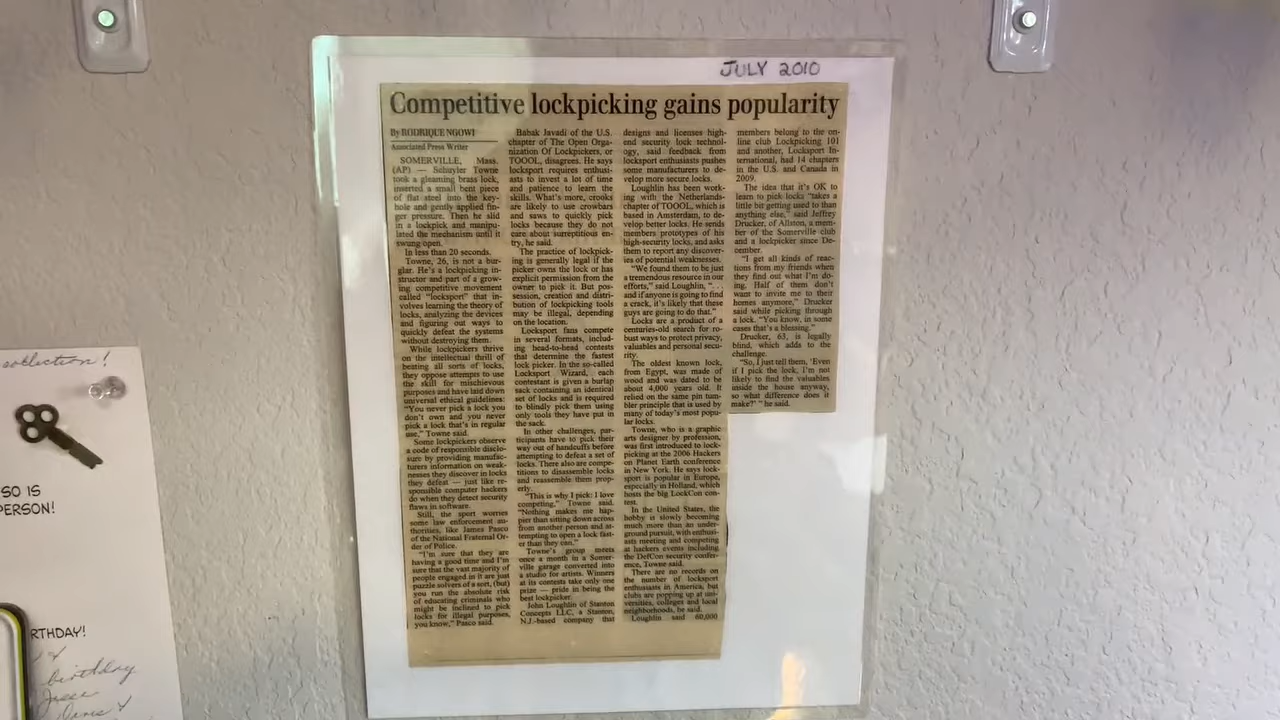 JULY 2010
Competitive lockpicking gains popularity
By RODRIQUE NGOWI
Associated Press Writer
SOMERVILLE, Mass.
(AP) — Schuyler Towne
took a gleaming brass lock,
inserted a small bent piece
of flat steel into the key-
hole and gently applied fin-
ger pressure. Then he slid
in a lockpick and manipu-
lated the mechanism until it
swung open.
In less than 20 seconds.
Towne, 26, is not a bur-
glar. He's a lockpicking in-
structor and part of a grow-
ing competitive movement
called "locksport" that in-
volves learning the theory of
locks, analyzing the devices
and figuring out ways to
quickly defeat the systems
without destroying them.
While lockpickers thrive
on the intellectual thrill of
beating all sorts of locks,
they oppose attempts to use
the skill for mischievous
purposes and have laid down
universal ethical guidelines:
"You never pick a lock you
don't own and you never
pick a lock that's in regular
use," Towne said.
Some lockpickers observe
a code of responsible disclo-
sure by providing manufac-
turers information on weak-
nesses they discover in locks
they defeat — just like re-
sponsible computer hackers
do when they detect security
flaws in software.
Still, the sport worries
some law enforcement au-
thorities, like James Pasco
of the National Fraternal Or-
der of Police.
"I'm sure that they are
having a good time and I'm
sure that the vast majority of
people engaged in it are just
puzzle solvers of a sort, (but)
you run the absolute risk
of educating criminals who
might be inclined to pick
locks for illegal purposes,
you know," Pasco said.
Babak Javadi of the U.S.
chapter of The Open Orga-
nization Of Lockpickers, or
TOOOL, disagrees. He says
locksport requires enthusi-
asts to invest a lot of time
and patience to learn the
skills. What's more, crooks
are likely to use crowbars
and saws to quickly pick
locks because they do not
care about surreptitious en-
try, he said.
The practice of lockpick-
ing is generally legal if the
picker owns the lock or has
explicit permission from the
owner to pick it. But pos-
session, creation and distri-
bution of lockpicking tools
may be illegal, depending
on the location.
Locksport fans compete
in several formats, includ-
ing head-to-head contests
that determine the fastest
lock picker. In the so-called
Locksport Wizard, each
contestant is given a burlap
sack containing an identical
set of locks and is required
to blindly pick them using
only tools they have put in
the sack.
In other challenges, par-
ticipants have to pick their
way out of handcuffs before
attempting to defeat a set of
locks. There also are compe-
titions to disassemble locks
and reassemble them prop-
erly.
"This is why I pick: I love
competing," Towne said.
"Nothing makes me hap-
pier than sitting down across
from another person and at-
tempting to open a lock fast-
er than they can."
Towne's group meets
once a month in a Somer-
ville garage converted into
a studio for artists. Winners
at its contests take only one
prize — pride in being the
best lockpicker.
John Loughlin of Stanton
Concepts LLC, a Stanton,
N.J.-based company that
designs and licenses high-
end security lock technol-
ogy, said feedback from
locksport enthusiasts pushes
some manufacturers to de-
velop more secure locks.
Loughlin has been work-
ing with the Netherlands-
chapter of TOOOL, which is
based in Amsterdam, to de-
velop better locks. He sends
members prototypes of his
high-security locks, and asks
them to report any discover-
ies of potential weaknesses.
"We found them to be just
a tremendous resource in our
efforts," said Loughlin, ". . .
and if anyone is going to find
a crack, it's likely that these
guys are going to do that."
Locks are a product of a
centuries-old search for ro-
bust ways to protect privacy,
valuables and personal secu-
rity.
The oldest known lock,
from Egypt, was made of
wood and was dated to be
about 4,000 years old. It
relied on the same pin tum-
bler principle that is used by
many of today's most popu-
lar locks.
Towne, who is a graphic
arts designer by profession,
was first introduced to lock-
picking at the 2006 Hackers
on Planet Earth conference
in New York. He says lock-
sport is popular in Europe,
especially in Holland, which
hosts the big LockCon con-
test.
In the United States, the
hobby is slowly becoming
much more than an under-
ground pursuit, with enthusi-
asts meeting and competing
at hackers events including
the DefCon security confer-
ence, Towne said.
There are no records on
the number of locksport
enthusiasts in America, but
clubs are popping up at uni-
versities, colleges and local
neighborhoods, he said.
Loughlin said 60,000
members belong to the on-
line club Lockpicking 101
and another, Locksport In-
ternational, had 14 chapters
in the U.S. and Canada in
2009.
The idea that it's OK to
learn to pick locks "takes a
little bit getting used to than
anything else," said Jeffrey
Drucker, of Allston, a mem-
ber of the Somerville club
and a lockpicker since De-
cember.
"I get all kinds of reac-
tions from my friends when
they find out what I'm do-
ing. Half of them don't
want to invite me to their
homes anymore," Drucker
said while picking through
a lock. "You know, in some
cases that's a blessing."
Drucker, 63, is legally
blind, which adds to the
challenge.
"So, I just tell them, 'Even
if I pick the lock, I'm not
likely to find the valuables
inside the house anyway,
so what difference does it
make?' " he said.
collection!
SO IS
PERSON!
RTHDAY!
birthday
Jesse